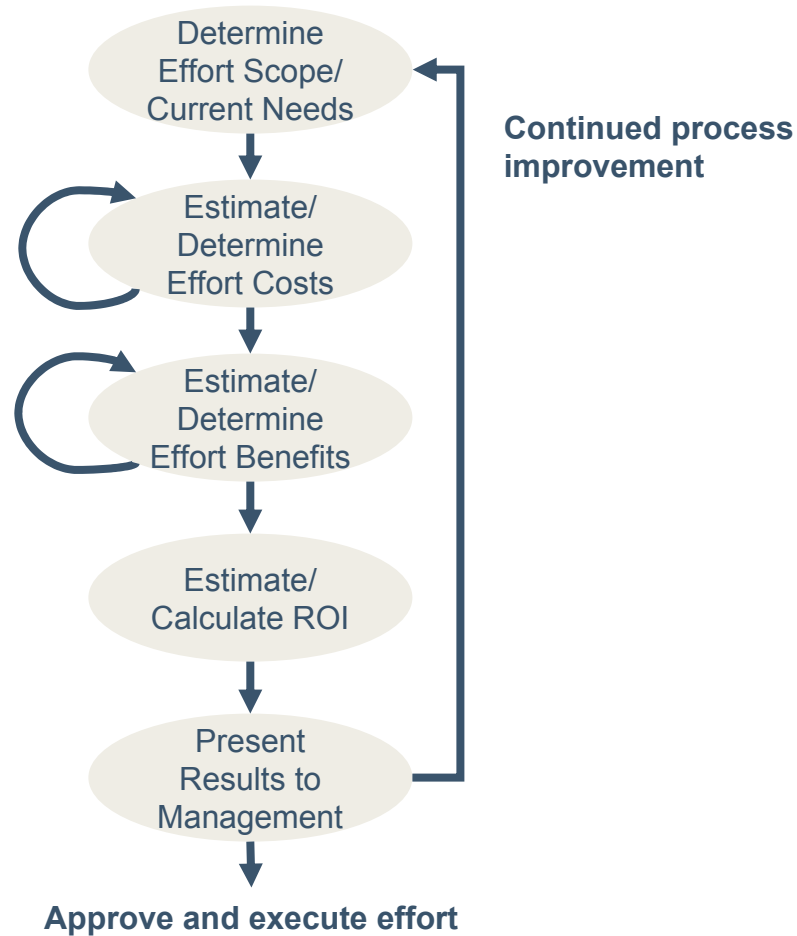 Determine
Effort Scope/
Current Needs
Continued process
improvement
Estimate/
Determine
Effort Costs
Estimate/
Determine
Effort Benefits
Estimate/
Calculate ROI
Present
Results to
Management
Approve and execute effort